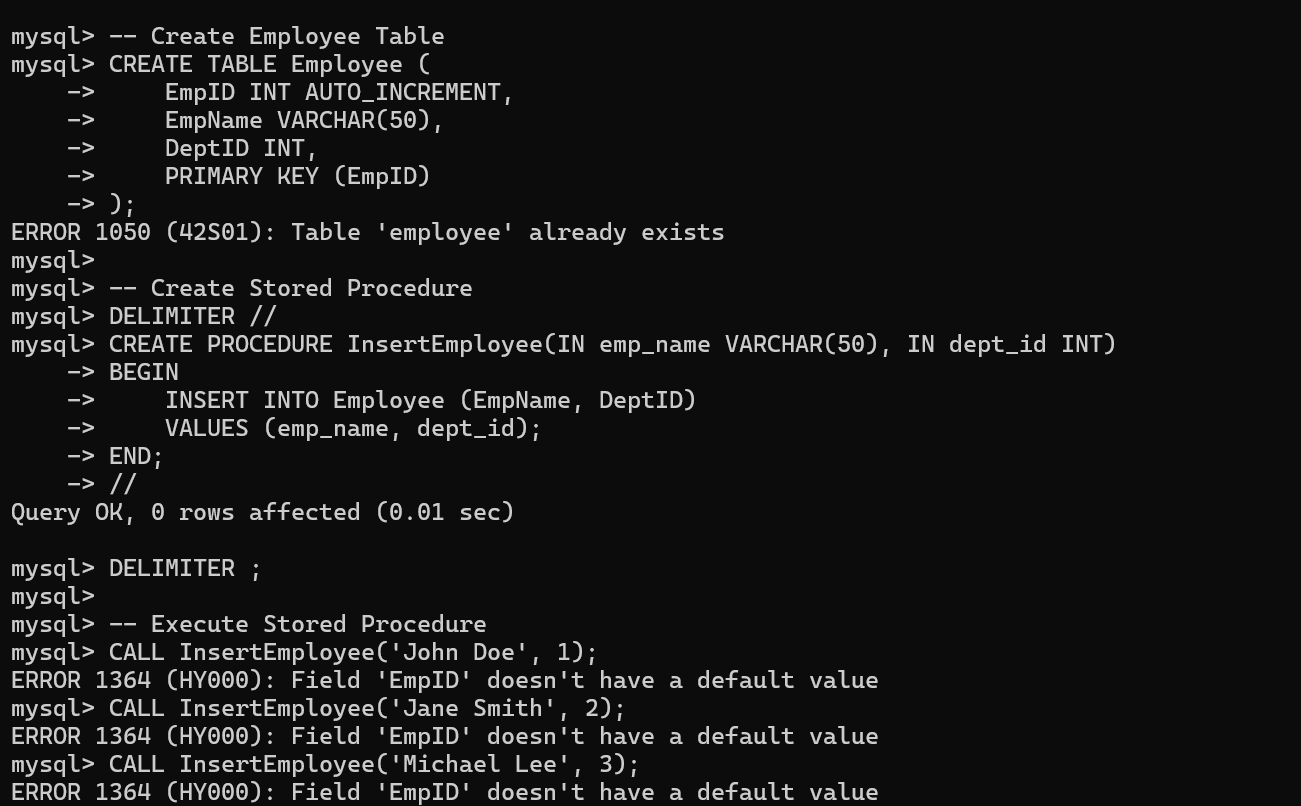 mysql> -- Create Employee Table
mysql> CREATE TABLE Employee (
    ->     EmpID INT AUTO_INCREMENT,
    ->     EmpName VARCHAR(50),
    ->     DeptID INT,
    ->     PRIMARY KEY (EmpID)
    -> );
ERROR 1050 (42S01): Table 'employee' already exists
mysql>
mysql> -- Create Stored Procedure
mysql> DELIMITER //
mysql> CREATE PROCEDURE InsertEmployee(IN emp_name VARCHAR(50), IN dept_id INT)
    -> BEGIN
    ->     INSERT INTO Employee (EmpName, DeptID)
    ->     VALUES (emp_name, dept_id);
    -> END;
    -> //
Query OK, 0 rows affected (0.01 sec)

mysql> DELIMITER ;
mysql>
mysql> -- Execute Stored Procedure
mysql> CALL InsertEmployee('John Doe', 1);
ERROR 1364 (HY000): Field 'EmpID' doesn't have a default value
mysql> CALL InsertEmployee('Jane Smith', 2);
ERROR 1364 (HY000): Field 'EmpID' doesn't have a default value
mysql> CALL InsertEmployee('Michael Lee', 3);
ERROR 1364 (HY000): Field 'EmpID' doesn't have a default value